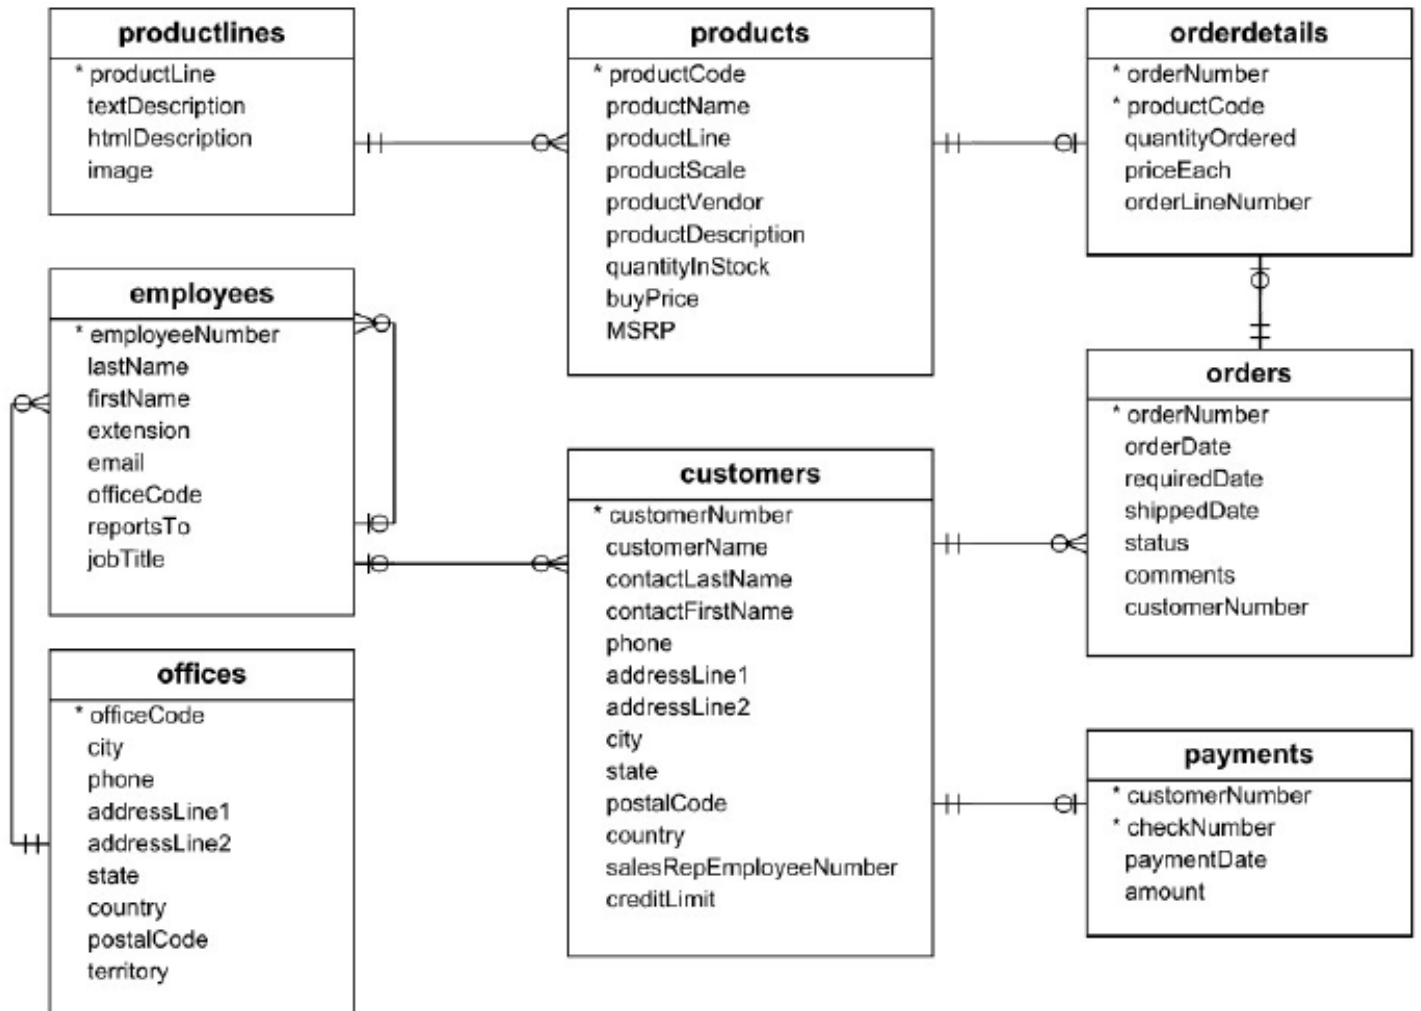 productlines
* productLine
textDescription
htmlDescription
image
products
* productCode
productName
productLine
productScale
productVendor
productDescription
quantityInStock
buyPrice
MSRP
orderdetails
* orderNumber
* productCode
quantityOrdered
priceEach
orderLineNumber
employees
* employeeNumber
lastName
firstName
extension
email
officeCode
reportsTo
jobTitle
customers
* customerNumber
customerName
contactLastName
contactFirstName
phone
addressLine1
addressLine2
city
state
postalCode
country
salesRepEmployeeNumber
creditLimit
orders
* orderNumber
orderDate
requiredDate
shippedDate
status
comments
customerNumber
offices
* officeCode
city
phone
addressLine1
addressLine2
state
country
postalCode
territory
payments
* customerNumber
* checkNumber
paymentDate
amount